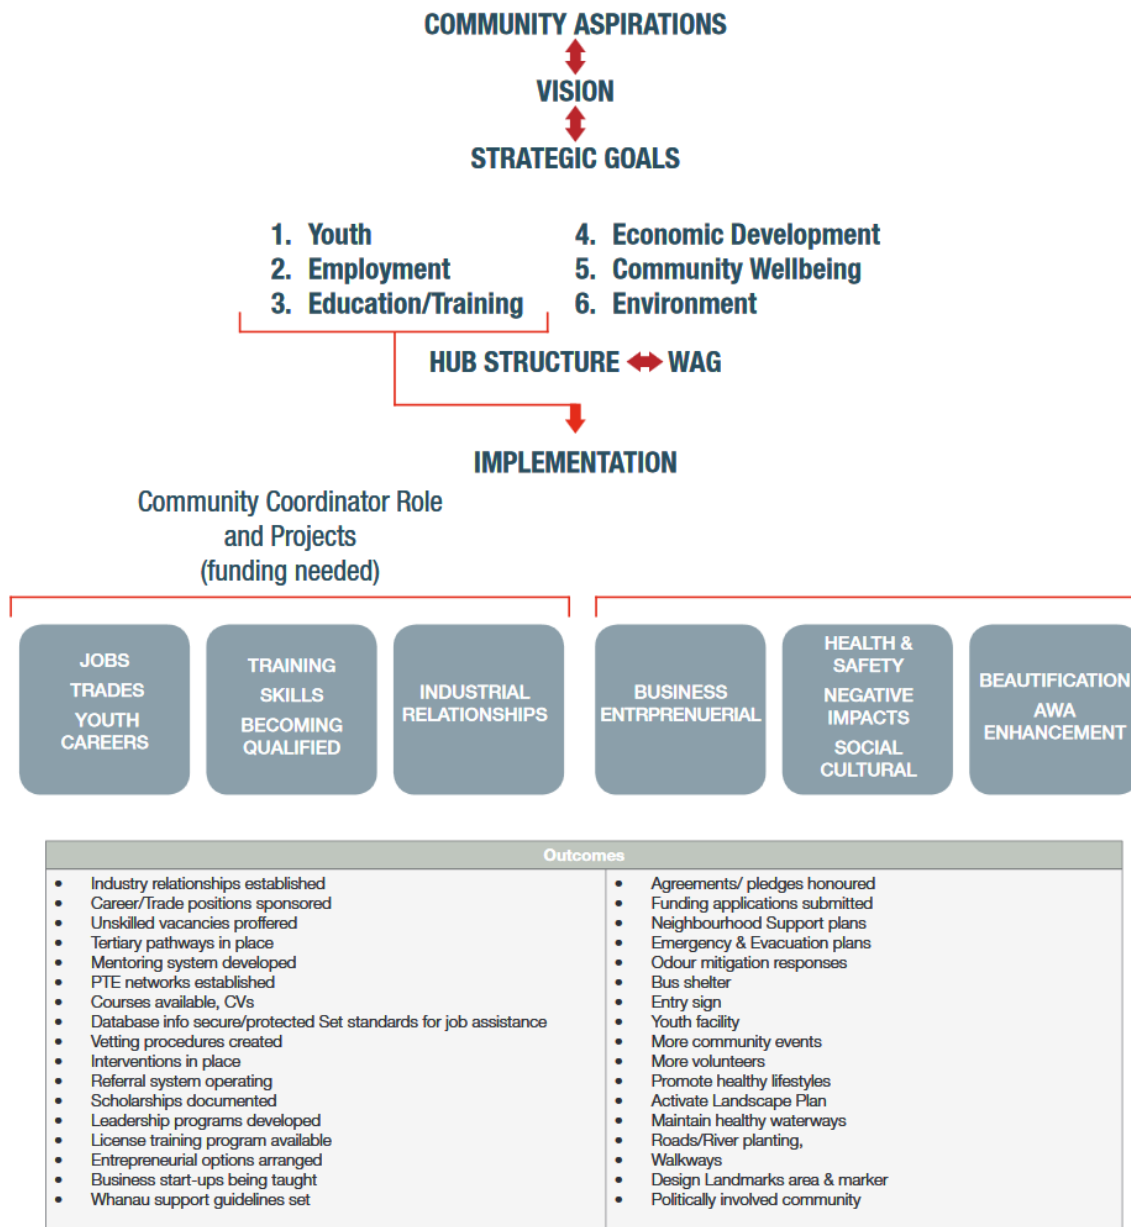 COMMUNITY ASPIRATIONS
VISION
STRATEGIC GOALS
1. Youth
2. Employment
3. Education/Training
4. Economic Development
5. Community Wellbeing
6. Environment
HUB STRUCTURE
WAG
IMPLEMENTATION
Community Coordinator Role
and Projects
(funding needed)
JOBS
TRADES
YOUTH
CAREERS
TRAINING
SKILLS
BECOMING
QUALIFIED
INDUSTRIAL
RELATIONSHIPS
BUSINESS
ENTRPRENUERIAL
HEALTH &
SAFETY
NEGATIVE
IMPACTS
SOCIAL
CULTURAL
BEAUTIFICATION
AWA
ENHANCEMENT
Outcomes
• Industry relationships established
• Career/Trade positions sponsored
• Unskilled vacancies proffered
• Tertiary pathways in place
• Mentoring system developed
• PTE networks established
• Courses available, CVs
• Database info secure/protected Set standards for job assistance
• Vetting procedures created
• Interventions in place
• Referral system operating
• Scholarships documented
• Leadership programs developed
• License training program available
• Entrepreneurial options arranged
• Business start-ups being taught
• Whanau support guidelines set
• Agreements/ pledges honoured
• Funding applications submitted
• Neighbourhood Support plans
• Emergency & Evacuation plans
• Odour mitigation responses
• Bus shelter
• Entry sign
• Youth facility
• More community events
• More volunteers
• Promote healthy lifestyles
• Activate Landscape Plan
• Maintain healthy waterways
• Roads/River planting,
• Walkways
• Design Landmarks area & marker
• Politically involved community